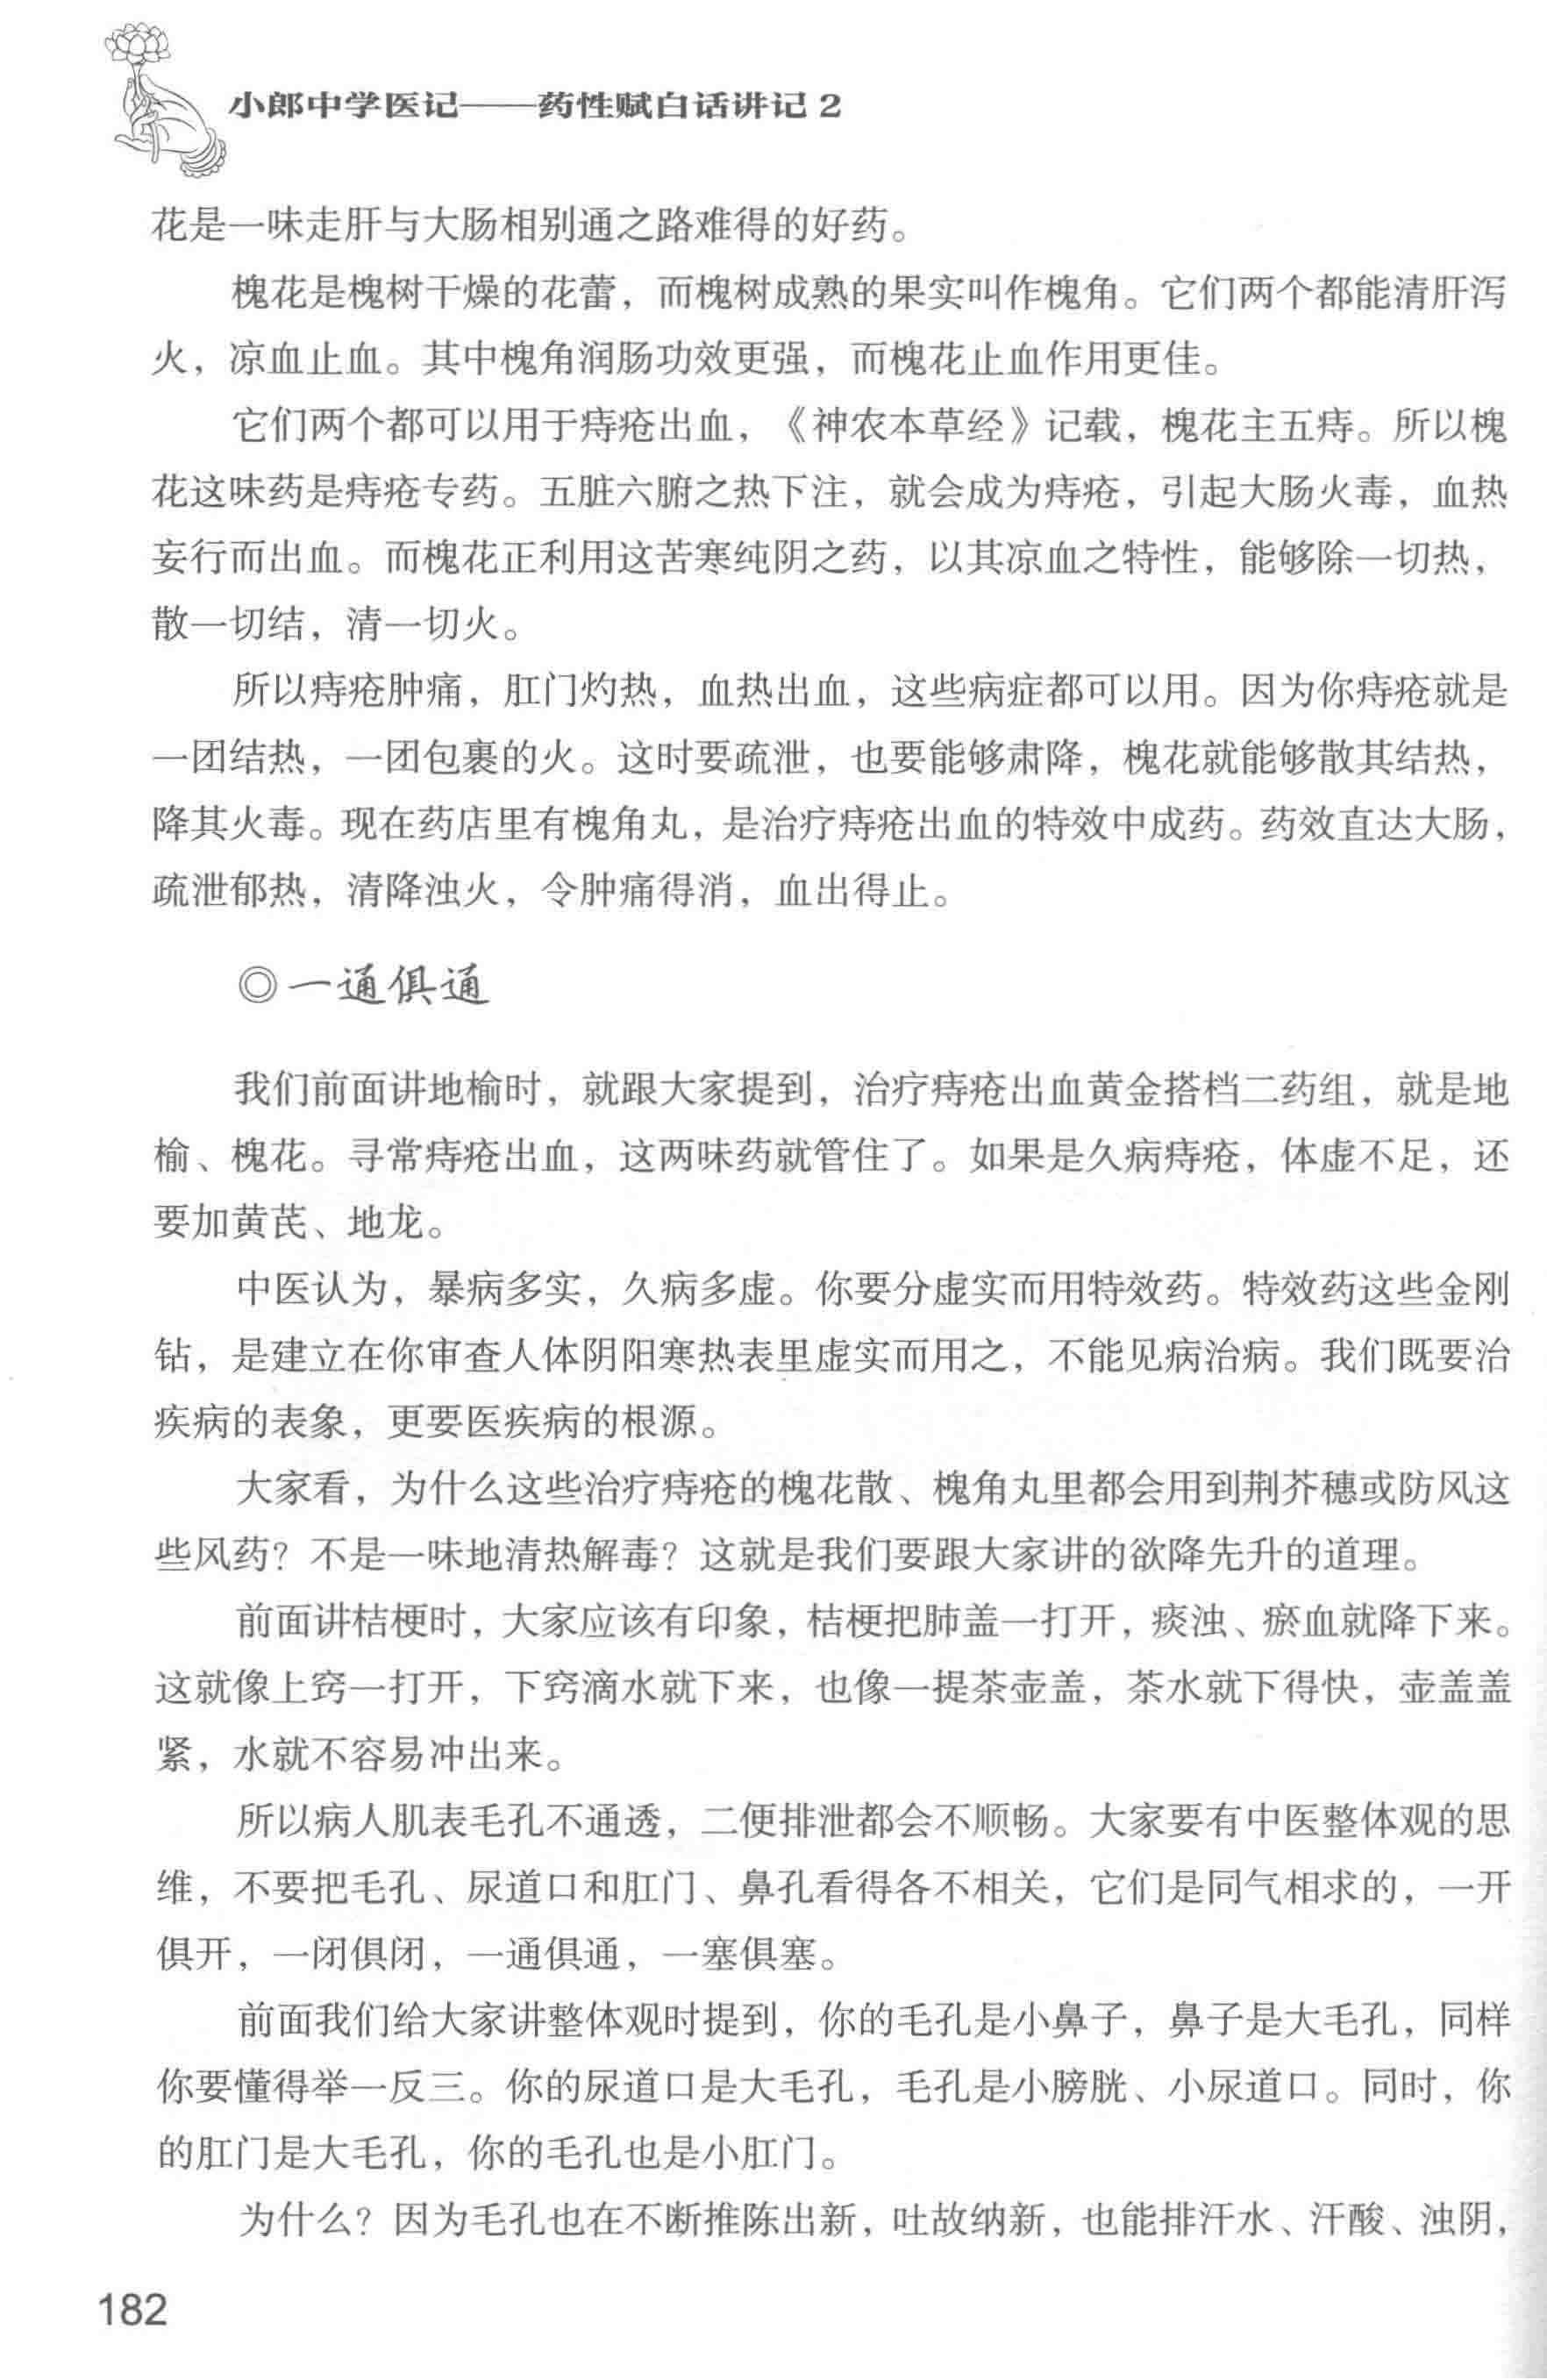 小郎中学医记——药性赋白话讲记2
花是一味走肝与大肠相别通之路难得的好药。
槐花是槐树干燥的花蕾，而槐树成熟的果实叫作槐角。它们两个都能清肝泻
火，凉血止血。其中槐角润肠功效更强，而槐花止血作用更佳。
它们两个都可以用于痔疮出血，《神农本草经》记载，槐花主五痔。所以槐
花这味药是痔疮专药。五脏六腑之热下注，就会成为痔疮，引起大肠火毒，血热
妄行而出血。而槐花正利用这苦寒纯阴之药，以其凉血之特性，能够除一切热，
散一切结，清一切火。
所以痔疮肿痛，肛门灼热，血热出血，这些病症都可以用。因为你痔疮就是
一团结热，一团包裹的火。这时要疏泄，也要能够肃降，槐花就能够散其结热，
降其火毒。现在药店里有槐角丸，是治疗痔疮出血的特效中成药。药效直达大肠，
疏泄郁热，清降浊火，令肿痛得消，血出得止。
◎一通俱通
我们前面讲地榆时，就跟大家提到，治疗痔疮出血黄金搭档二药组，就是地
榆、槐花。寻常痔疮出血，这两味药就管住了。如果是久病痔疮，体虚不足，还
要加黄芪、地龙。
中医认为，暴病多实，久病多虚。你要分虚实而用特效药。特效药这些金刚
钻，是建立在你审查人体阴阳寒热表里虚实而用之，不能见病治病。我们既要治
疾病的表象，更要医疾病的根源。
大家看，为什么这些治疗痔疮的槐花散、槐角丸里都会用到荆芥穗或防风这
些风药？不是一味地清热解毒？这就是我们要跟大家讲的欲降先升的道理。
前面讲桔梗时，大家应该有印象，桔梗把肺盖一打开，痰浊、瘀血就降下来。
这就像上窍一打开，下窍滴水就下来，也像一提茶壶盖，茶水就下得快，壶盖盖
紧，水就不容易冲出来。
所以病人肌表毛孔不通透，二便排泄都会不顺畅。大家要有中医整体观的思
维，不要把毛孔、尿道口和肛门、鼻孔看得各不相关，它们是同气相求的，一开
俱开，一闭俱闭，一通俱通，一塞俱塞。
前面我们给大家讲整体观时提到，你的毛孔是小鼻子，鼻子是大毛孔，同样
你要懂得举一反三。你的尿道口是大毛孔，毛孔是小膀胱、小尿道口。同时，你
的肛门是大毛孔，你的毛孔也是小肛门。
为什么？因为毛孔也在不断推陈出新，吐故纳新，也能排汗水、汗酸、浊阴，
182